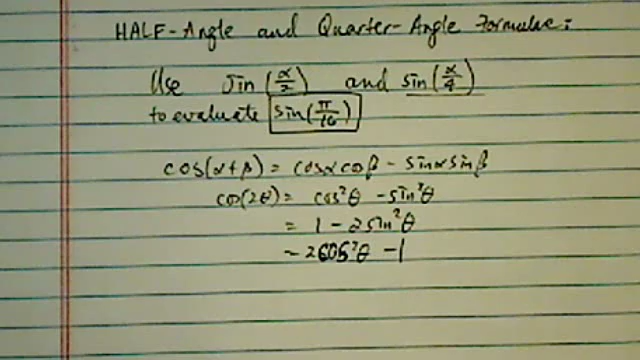 HALF-Angle and Quarter-Angle Formulae:
Use Sin(α/2) and sin(α/4)
to evaluate sin(π/16)
cos(α+β) = cosα cosβ - sinα sinβ
cos(2θ) = cos²θ - sin²θ
= 1 - 2sin²θ
= 2cos²θ - 1